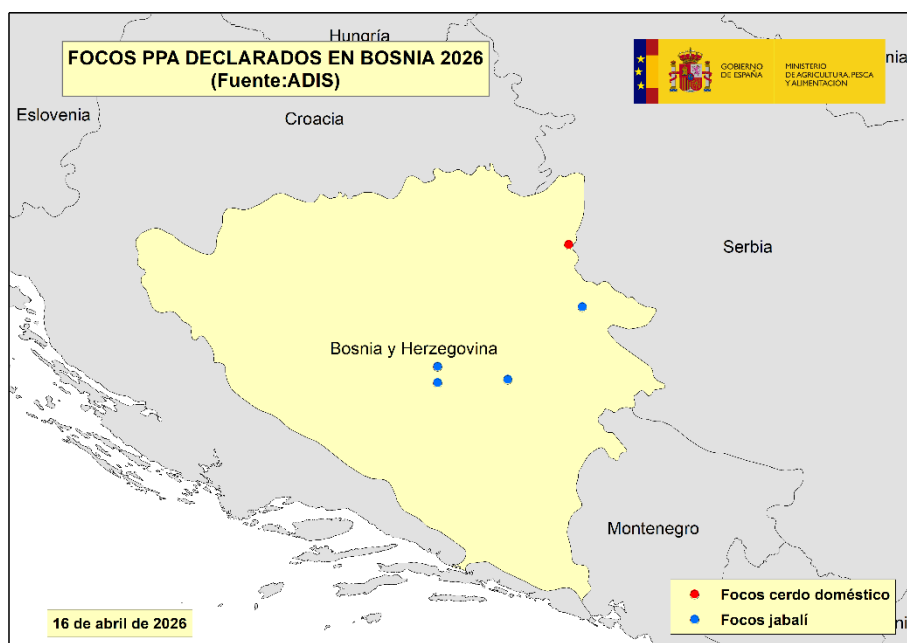 Hungría
FOCOS PPA DECLARADOS EN BOSNIA 2026
(Fuente:ADIS)
GOBIERNO
DE ESPAÑA
MINISTERIO
DE AGRICULTURA, PESCA
Y ALIMENTACIÓN
Eslovenia
Croacia
Serbia
Bosnia y Herzegovina
Montenegro
Focos cerdo doméstico
Focos jabalí
16 de abril de 2026